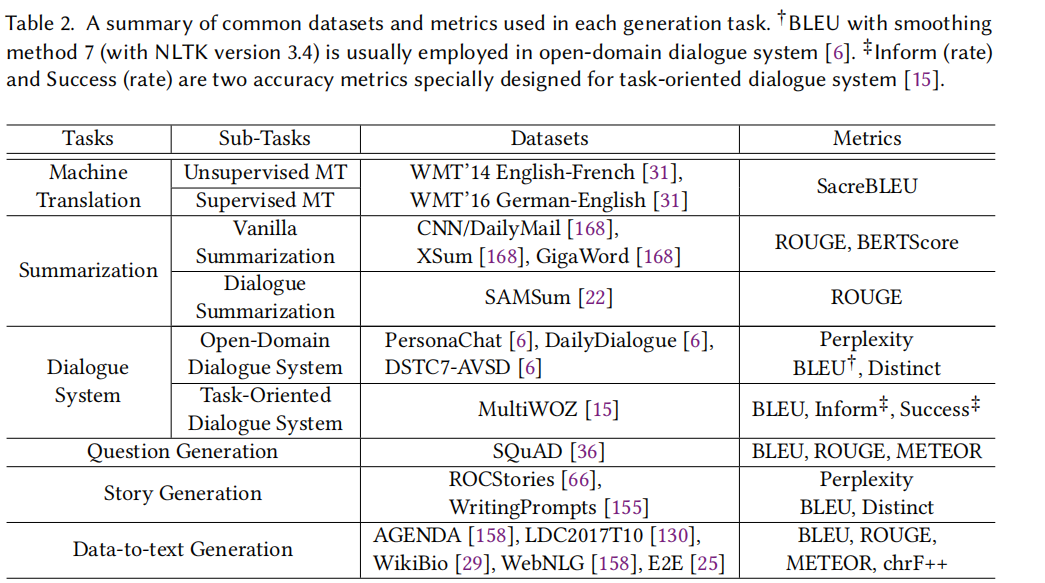 Table 2. A summary of common datasets and metrics used in each generation task. †BLEU with smoothing
method 7 (with NLTK version 3.4) is usually employed in open-domain dialogue system [6]. ‡Inform (rate)
and Success (rate) are two accuracy metrics specially designed for task-oriented dialogue system [15].
Tasks Sub-Tasks Datasets Metrics
Machine
Translation
Unsupervised MT
Supervised MT
WMT'14 English-French [31],
WMT'16 German-English [31]
SacreBLEU
Summarization
Vanilla
Summarization
CNN/DailyMail [168],
XSum [168], GigaWord [168]
ROUGE, BERTScore
Dialogue
Summarization
SAMSum [22]
ROUGE
Dialogue
System
Open-Domain
Dialogue System
PersonaChat [6], DailyDialogue [6],
DSTC7-AVSD [6]
Perplexity
BLEU†, Distinct
Task-Oriented
Dialogue System
MultiWOZ [15]
BLEU, Inform‡, Success‡
Question Generation
SQuAD [36]
BLEU, ROUGE, METEOR
Story Generation
ROCStories [66],
WritingPrompts [155]
Perplexity
BLEU, Distinct
Data-to-text Generation
AGENDA [158], LDC2017T10 [130],
WikiBio [29], WebNLG [158], E2E [25]
BLEU, ROUGE,
METEOR, chrF++